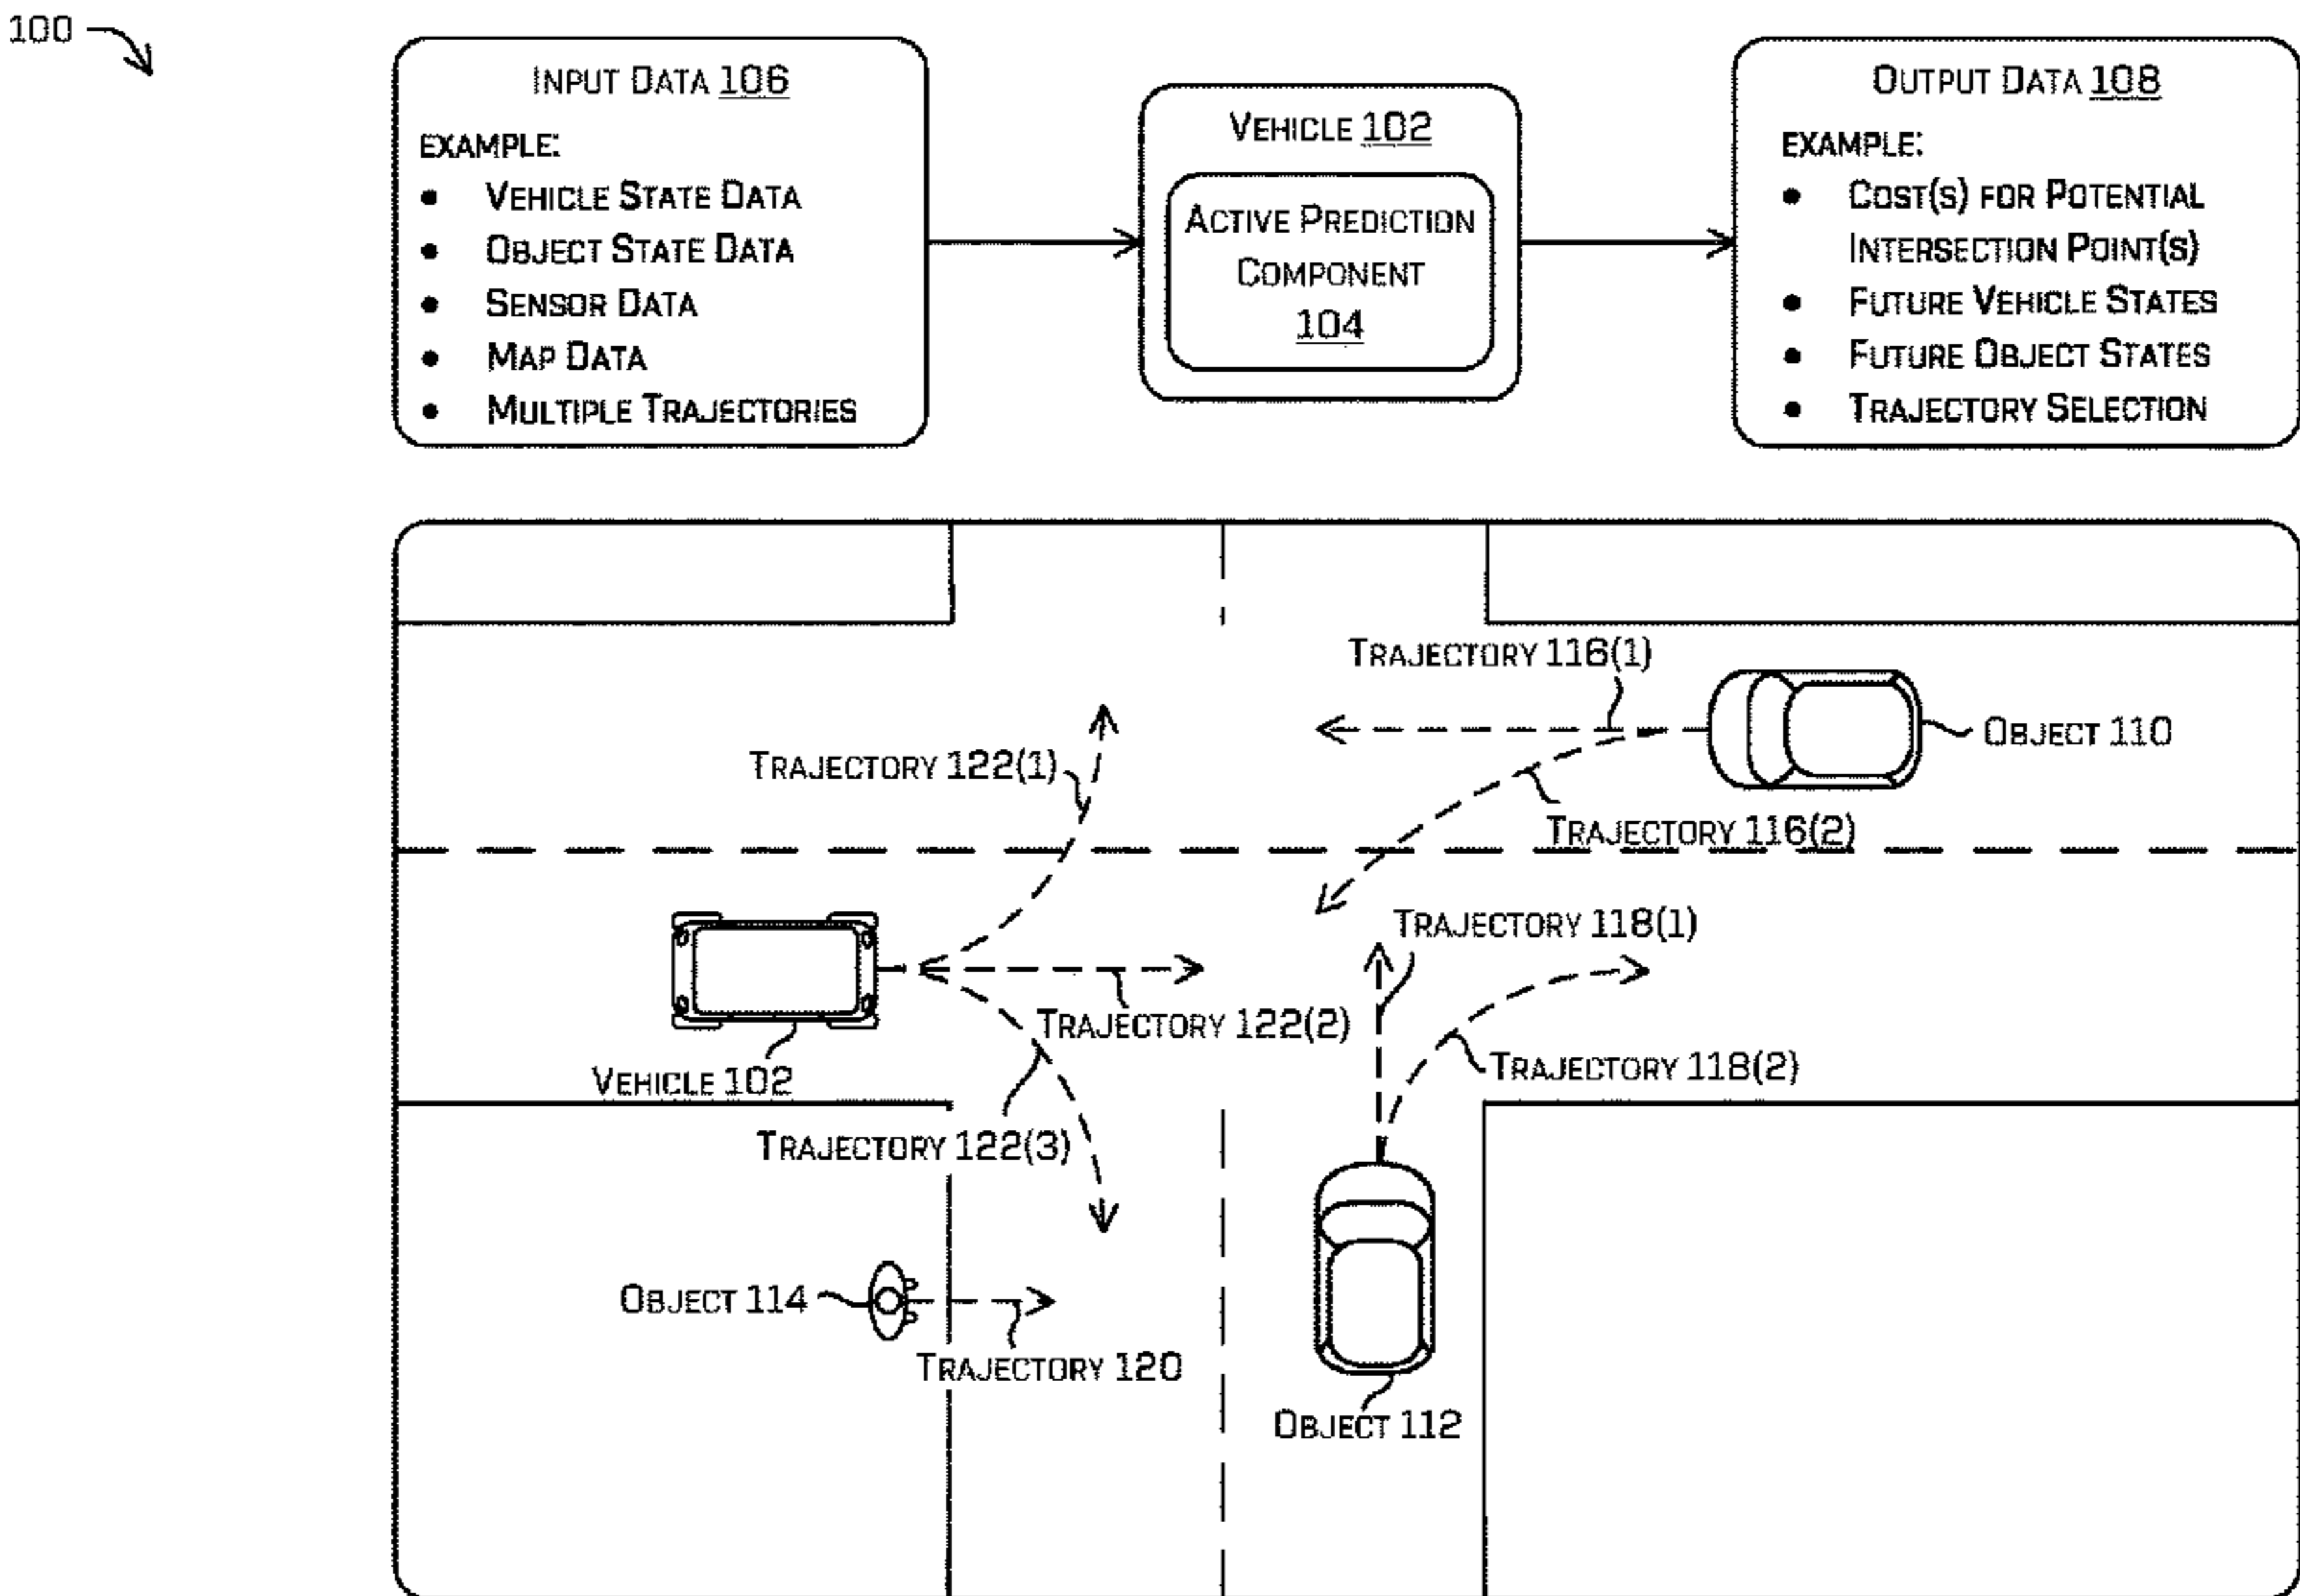 100
INPUT DATA 106
EXAMPLE:
• VEHICLE STATE DATA
• OBJECT STATE DATA
• SENSOR DATA
• MAP DATA
• MULTIPLE TRAJECTORIES
VEHICLE 102
ACTIVE PREDICTION
COMPONENT
104
OUTPUT DATA 108
EXAMPLE:
• COST(S) FOR POTENTIAL
INTERSECTION POINT(S)
• FUTURE VEHICLE STATES
• FUTURE OBJECT STATES
• TRAJECTORY SELECTION
TRAJECTORY 116(1)
OBJECT 110
TRAJECTORY 122(1)
TRAJECTORY 116(2)
TRAJECTORY 118(1)
TRAJECTORY 122(2)
TRAJECTORY 118(2)
VEHICLE 102
TRAJECTORY 122(3)
OBJECT 114
TRAJECTORY 120
OBJECT 112